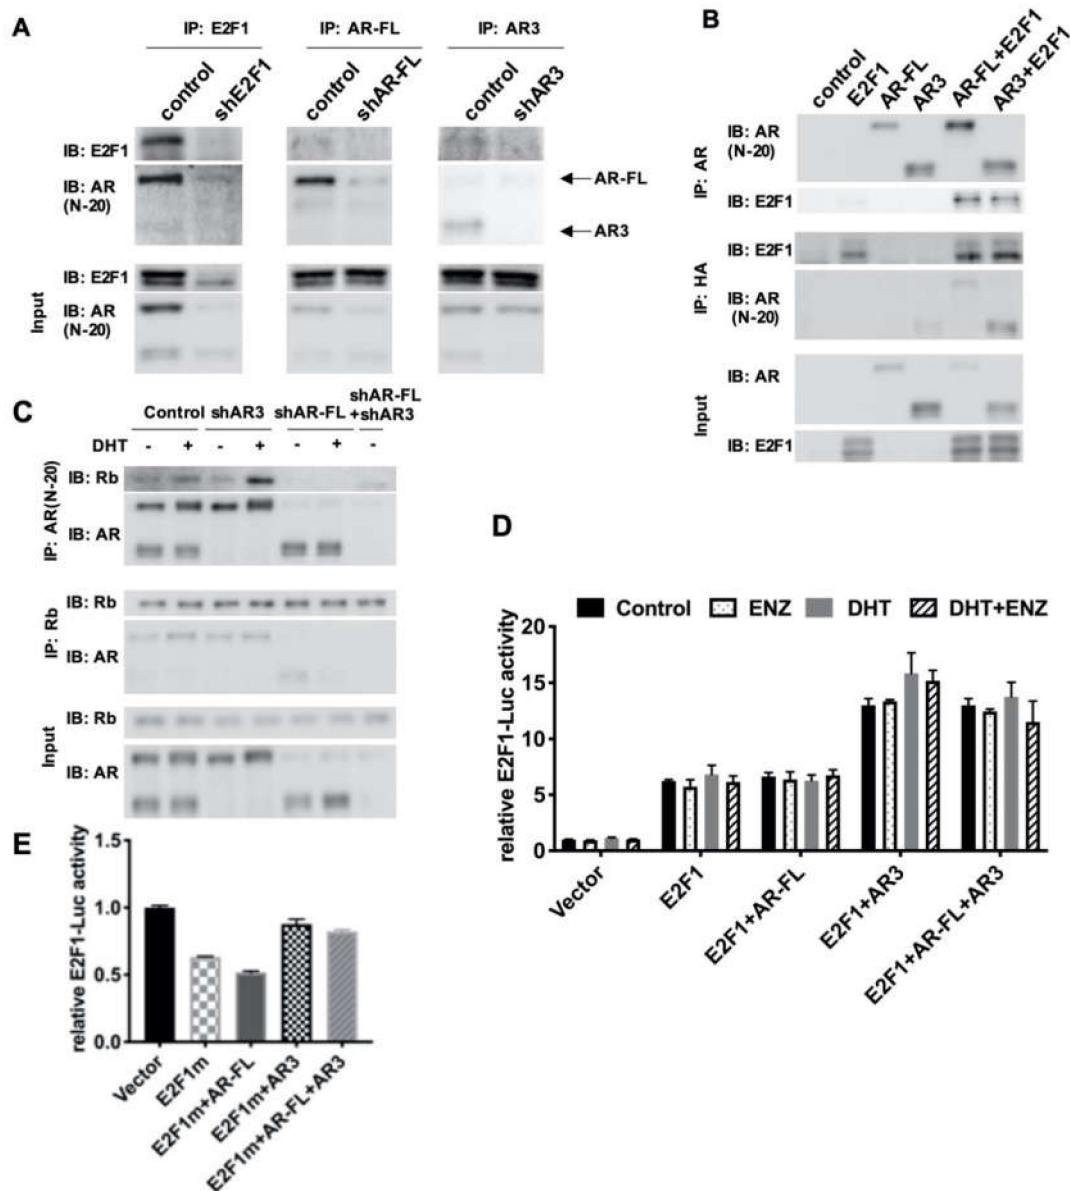 A
IP: E2F1 IP: AR-FL IP: AR3
control shE2F1 control shAR-FL control shAR3
IB: E2F1
IB: AR
(N-20)
AR-FL
AR3
Input
IB: E2F1
IB: AR
(N-20)
B
control E2F1 AR-FL AR3 AR-FL+E2F1 AR3+E2F1
IP: AR
IB: AR
(N-20)
IB: E2F1
IP: HA
IB: E2F1
IB: AR
(N-20)
Input
IB: AR
IB: E2F1
C
Control shAR3 shAR-FL shAR-FL
+shAR3
DHT - + - + - + -
IP: AR(N-20)
IB: Rb
IB: AR
IP: Rb
IB: Rb
IB: AR
Input
IB: Rb
IB: AR
D
Control ENZ DHT DHT+ENZ
relative E2F1-Luc activity
20
15
10
5
0
Vector E2F1 E2F1+AR-FL E2F1+AR3 E2F1+AR-FL+AR3
E
relative E2F1-Luc activity
1.5
1.0
0.5
0.0
Vector E2F1m E2F1m+AR-FL E2F1m+AR3 E2F1m+AR-FL+AR3